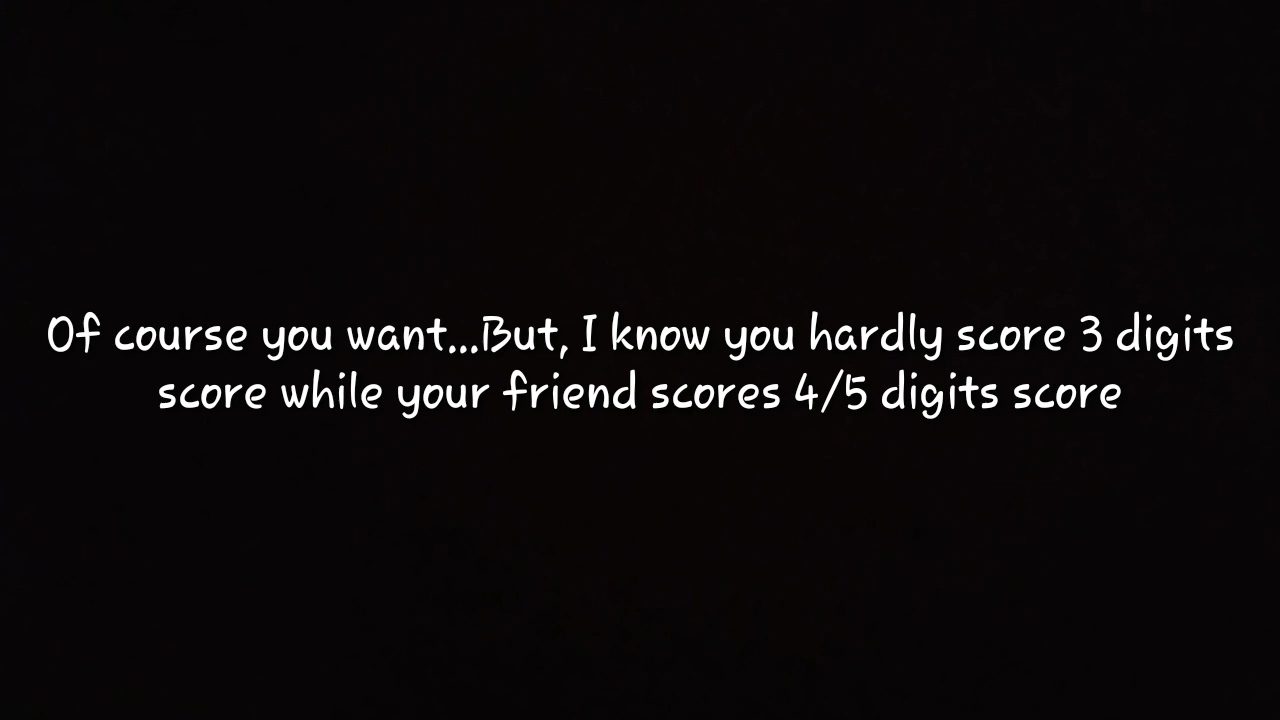 Of course you want...But, I know you hardly score 3 digits
score while your friend scores 4/5 digits score